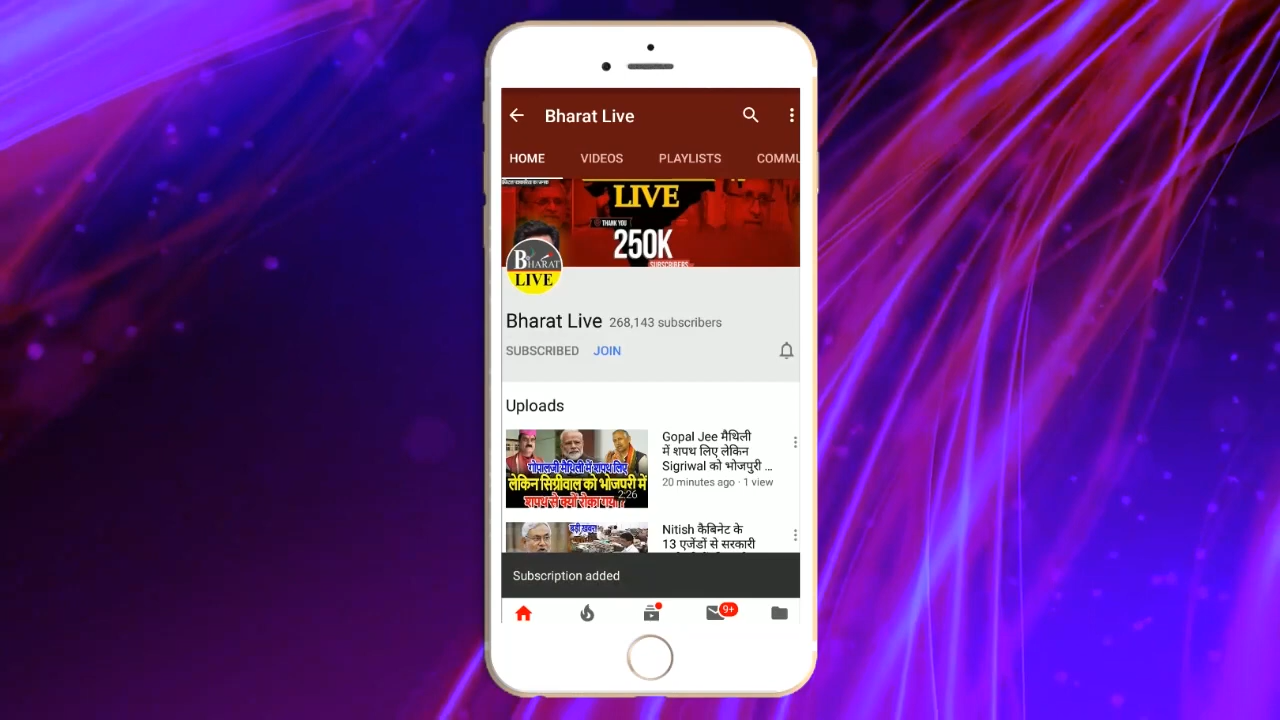 Bharat Live
HOME VIDEOS PLAYLISTS COMMU
LIVE
THANK YOU
250K
SUBSCRIBERS
BHARAT
LIVE
Bharat Live 268,143 subscribers
SUBSCRIBED JOIN
Uploads
गोपालजी मैथिली में शपथ लिए
लेकिन सिग्रीवाल को भोजपुरी में
शपथ से क्यों रोका गया ?
2:26
Gopal Jee मैथिली
में शपथ लिए लेकिन
Sigriwal को भोजपुरी ...
20 minutes ago · 1 view
बड़ी ख़बर
Nitish कैबिनेट के
13 एजेंडों से सरकारी
Subscription added
9+